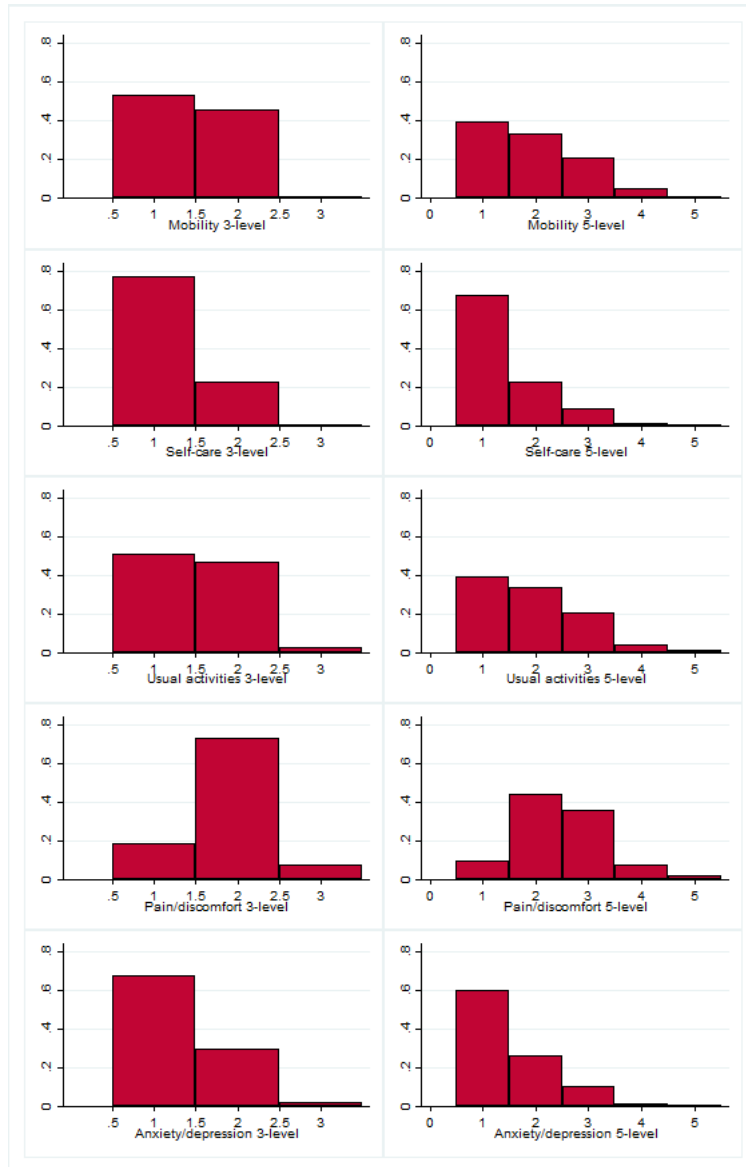 .8
.6
.4
.2
0
.5 1 1.5 2 2.5 3
Mobility 3-level
.8
.6
.4
.2
0
0 1 2 3 4 5
Mobility 5-level
.8
.6
.4
.2
0
.5 1 1.5 2 2.5 3
Self-care 3-level
.8
.6
.4
.2
0
0 1 2 3 4 5
Self-care 5-level
.8
.6
.4
.2
0
.5 1 1.5 2 2.5 3
Usual activities 3-level
.8
.6
.4
.2
0
0 1 2 3 4 5
Usual activities 5-level
.8
.6
.4
.2
0
.5 1 1.5 2 2.5 3
Pain/discomfort 3-level
.8
.6
.4
.2
0
0 1 2 3 4 5
Pain/discomfort 5-level
.8
.6
.4
.2
0
.5 1 1.5 2 2.5 3
Anxiety/depression 3-level
.8
.6
.4
.2
0
0 1 2 3 4 5
Anxiety/depression 5-level